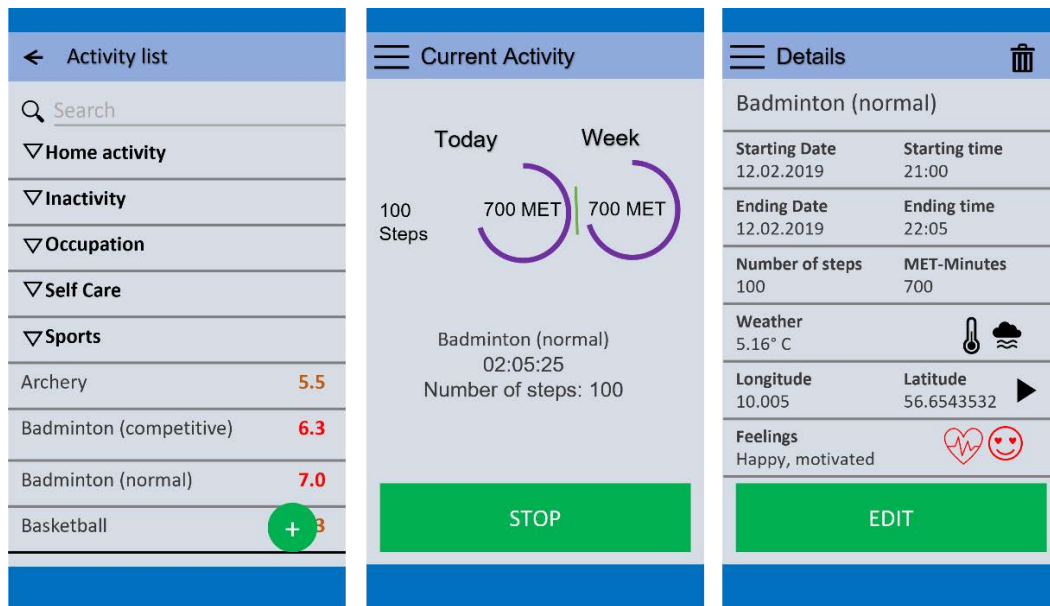 Activity list
Search
Home activity
Inactivity
Occupation
Self Care
Sports
Archery 5.5
Badminton (competitive) 6.3
Badminton (normal) 7.0
Basketball + 3
Current Activity
Today Week
100 Steps
700 MET 700 MET
Badminton (normal)
02:05:25
Number of steps: 100
STOP
Details
Badminton (normal)
Starting Date Starting time
12.02.2019 21:00
Ending Date Ending time
12.02.2019 22:05
Number of steps MET-Minutes
100 700
Weather
5.16° C
Longitude Latitude
10.005 56.6543532
Feelings
Happy, motivated
EDIT